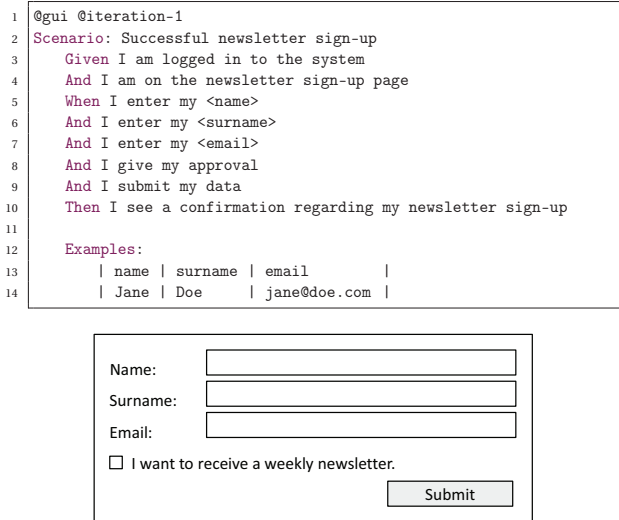 1 @gui @iteration-1
2 Scenario: Successful newsletter sign-up
3 Given I am logged in to the system
4 And I am on the newsletter sign-up page
5 When I enter my <name>
6 And I enter my <surname>
7 And I enter my <email>
8 And I give my approval
9 And I submit my data
10 Then I see a confirmation regarding my newsletter sign-up
11
12 Examples:
13 | name | surname | email |
14 | Jane | Doe | jane@doe.com |
Name:
Surname:
Email:
I want to receive a weekly newsletter.
Submit